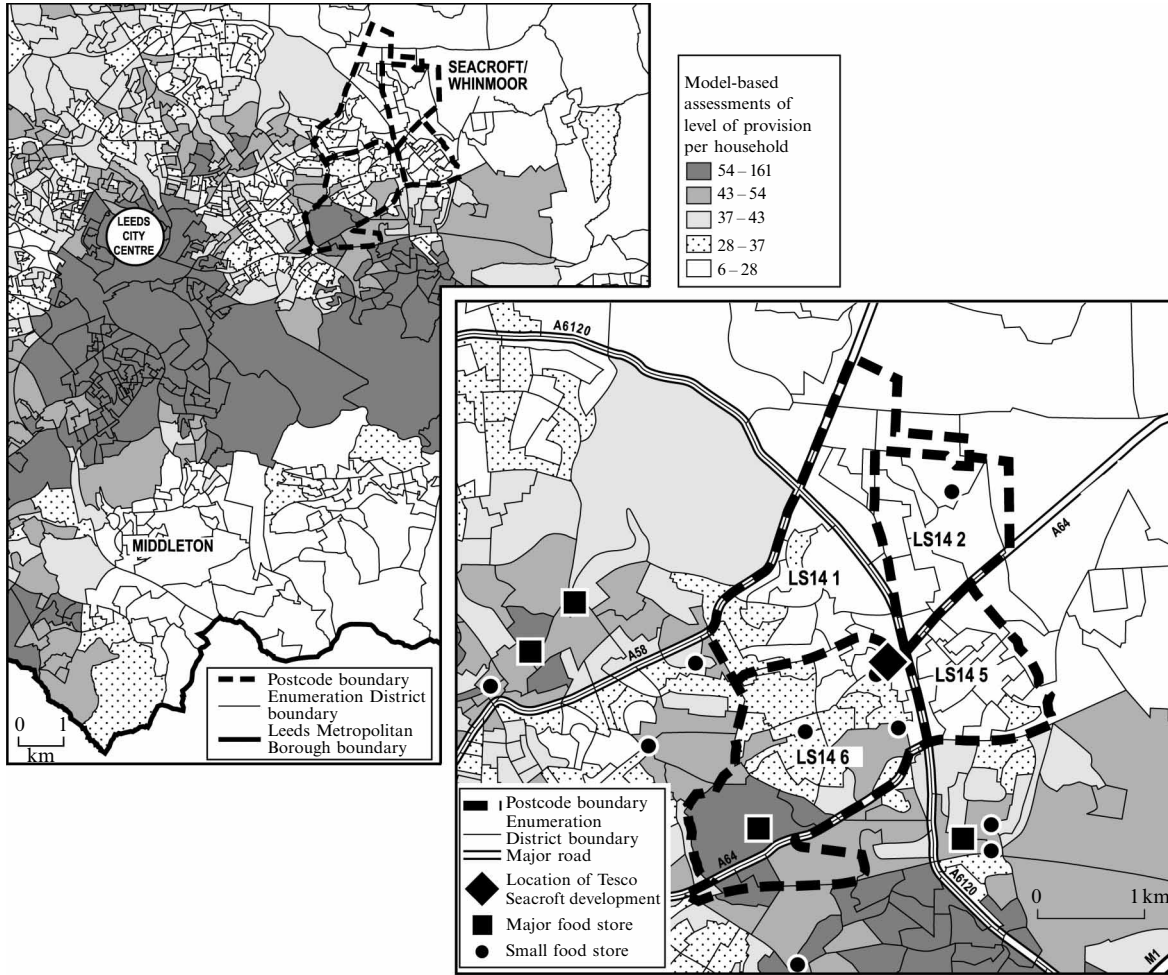 SEACROFT/
WHINMOOR
LEEDS
CITY
CENTRE
MIDDLETON
Postcode boundary
Enumeration District
boundary
Leeds Metropolitan
Borough boundary
0 1
km
Model-based
assessments of
level of provision
per household
54 – 161
43 – 54
37 – 43
28 – 37
6 – 28
A6120
A64
LS14 2
LS14 1
A58
LS14 5
LS14 6
A64
A6120
M1
0 1 km
Postcode boundary
Enumeration
District boundary
Major road
Location of Tesco
Seacroft development
Major food store
Small food store